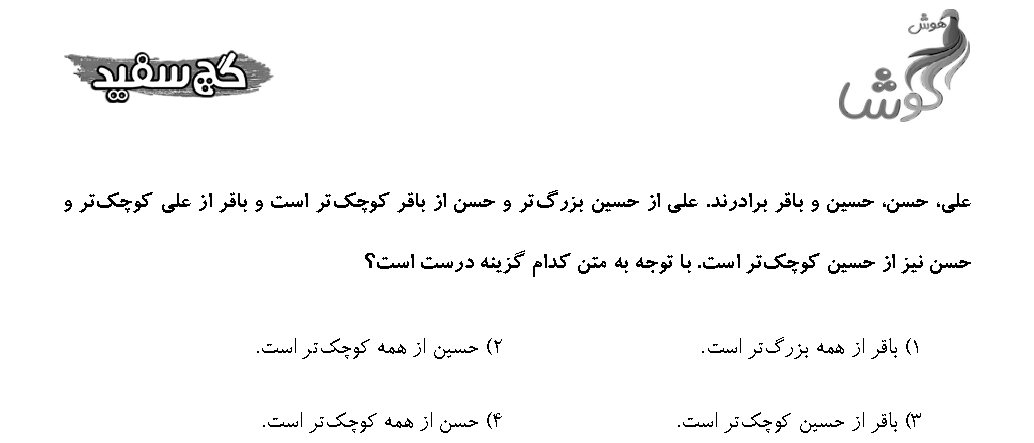 هوش
گچ سفید
کوشا
علی، حسن، حسین و باقر برادرند. علی از حسین بزرگ‌تر و حسن از باقر کوچک‌تر است و باقر از علی کوچک‌تر و
حسن نیز از حسین کوچک‌تر است. با توجه به متن کدام گزینه درست است؟
۱) باقر از همه بزرگ‌تر است.
۲) حسین از همه کوچک‌تر است.
۳) باقر از حسین کوچک‌تر است.
۴) حسن از همه کوچک‌تر است.